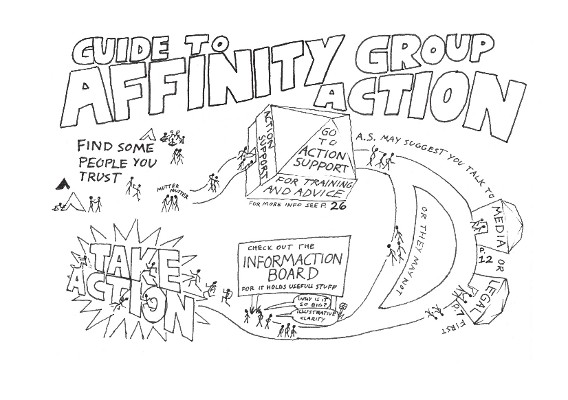 GUIDE TO
AFFINITY GROUP
ACTION
FIND SOME
PEOPLE YOU
TRUST
MUTTER
MUTTER
ACTION
SUPPORT
GO
TO
ACTION
SUPPORT
FOR TRAINING
AND ADVICE
FOR MORE INFO SEE P. 26
A.S. MAY SUGGEST YOU TALK TO
MEDIA OR
P. 12
LEGAL
FIRST
OR THEY MAY NOT
CHECK OUT THE
INFORMACTION
BOARD
FOR IT HOLDS USEFUL STUFF
WHY IS IT
SO BIG?
ILLUSTRATIVE
CLARITY
TAKE
ACTION